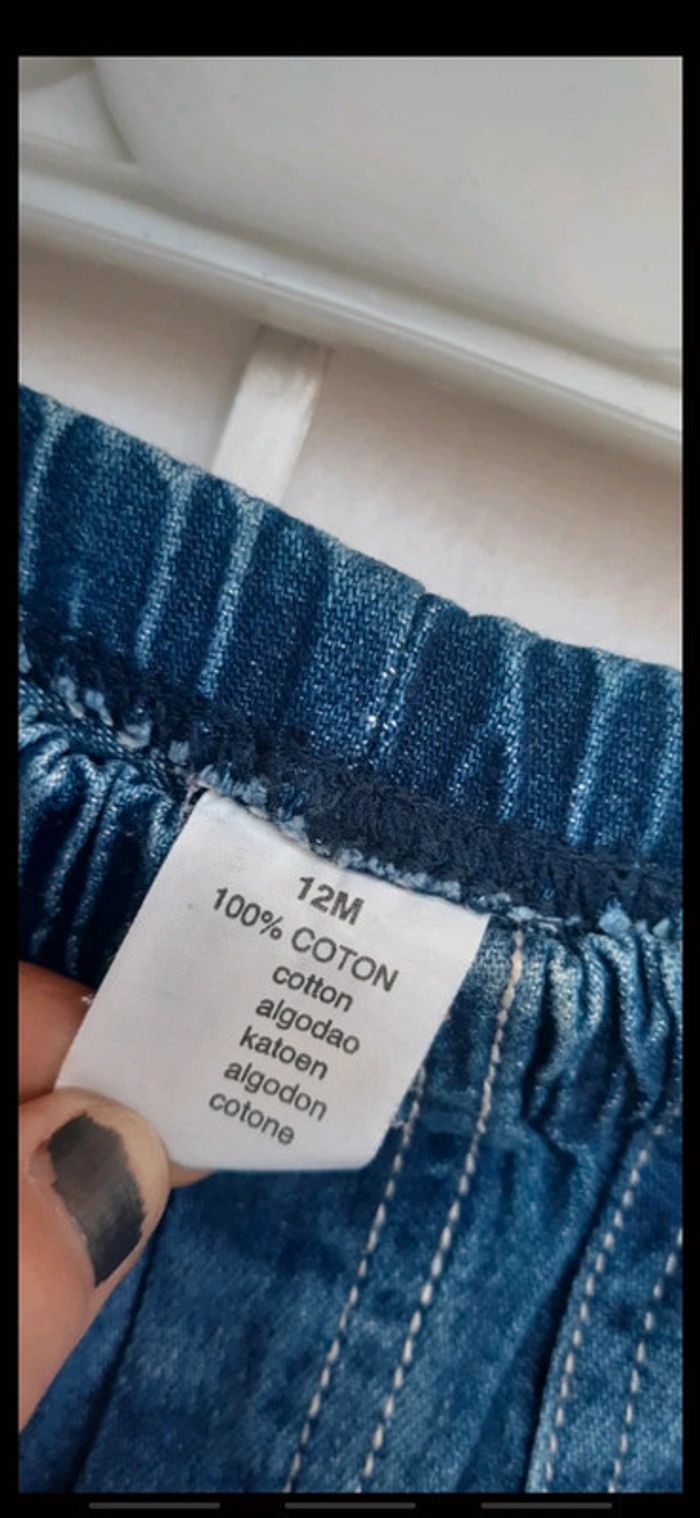 12M
100% COTON
cotton
algodao
katoen
algodon
cotone